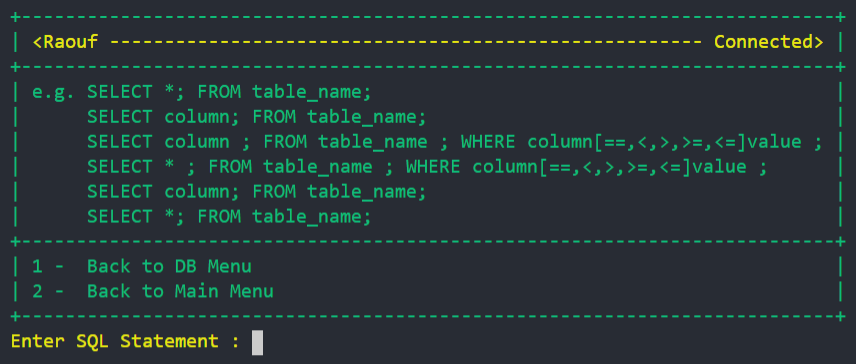 +--------------------------------------------------------------------------+
| <Raouf ------------------------------------------------------ Connected> |
+--------------------------------------------------------------------------+
| e.g. SELECT *; FROM table_name; |
SELECT column; FROM table_name;
SELECT column ; FROM table_name ; WHERE column[==,<,>,>=,<=]value ; |
SELECT * ; FROM table_name ; WHERE column[==,<,>,>=,<=]value ; |
SELECT column; FROM table_name; |
SELECT *; FROM table_name; |
+--------------------------------------------------------------------------+
| 1 -  Back to DB Menu |
| 2 -  Back to Main Menu |
+--------------------------------------------------------------------------+
Enter SQL Statement :